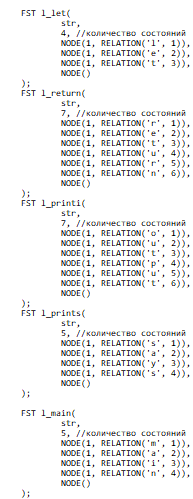 FST l_let(
str,
4, //количество состояний
NODE(1, RELATION('l', 1)),
NODE(1, RELATION('e', 2)),
NODE(1, RELATION('t', 3)),
NODE()
);
FST l_return(
str,
7, //количество состояний
NODE(1, RELATION('r', 1)),
NODE(1, RELATION('e', 2)),
NODE(1, RELATION('t', 3)),
NODE(1, RELATION('u', 4)),
NODE(1, RELATION('r', 5)),
NODE(1, RELATION('n', 6)),
NODE()
);
FST l_printi(
str,
7, //количество состояний
NODE(1, RELATION('o', 1)),
NODE(1, RELATION('u', 2)),
NODE(1, RELATION('t', 3)),
NODE(1, RELATION('p', 4)),
NODE(1, RELATION('u', 5)),
NODE(1, RELATION('t', 6)),
NODE()
);
FST l_prints(
str,
5, //количество состояний
NODE(1, RELATION('s', 1)),
NODE(1, RELATION('a', 2)),
NODE(1, RELATION('y', 3)),
NODE(1, RELATION('s', 4)),
NODE()
);
FST l_main(
str,
5, //количество состояний
NODE(1, RELATION('m', 1)),
NODE(1, RELATION('a', 2)),
NODE(1, RELATION('i', 3)),
NODE(1, RELATION('n', 4)),
NODE()
);